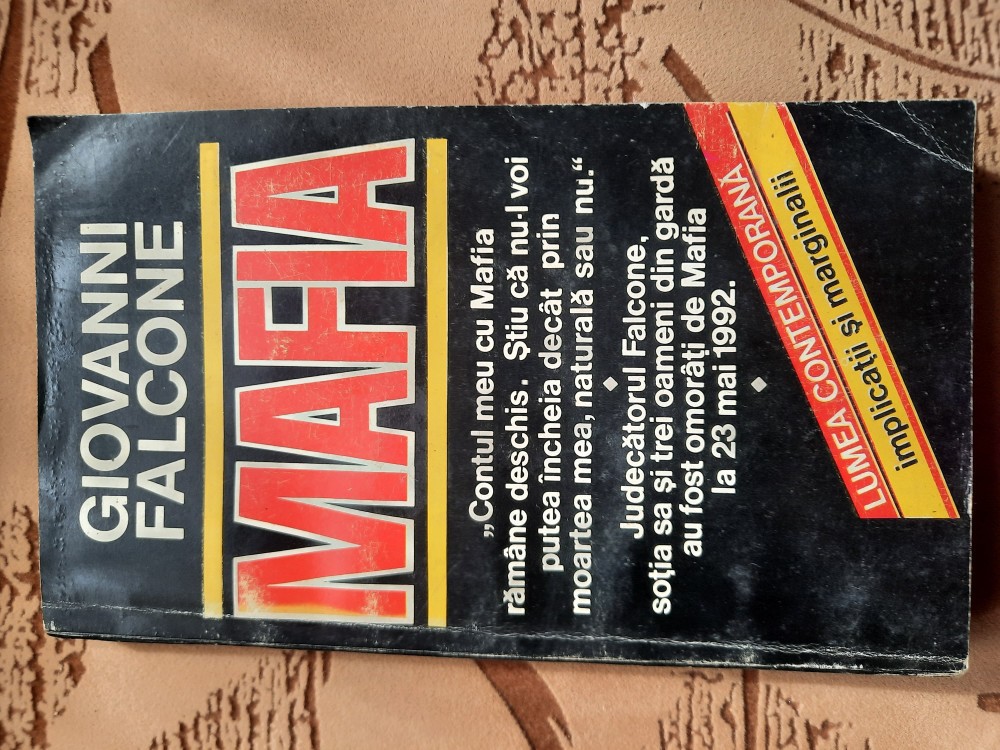 GIOVANNI
FALCONE
MAFIA
„Contul meu cu Mafia
rămâne deschis. Știu că nu-l voi
putea încheia decât prin
moartea mea, naturală sau nu.“
Judecătorul Falcone,
soția sa și trei oameni din gardă
au fost omorâți de Mafia
la 23 mai 1992.
LUMEA CONTEMPORANĂ
implicații și marginalii